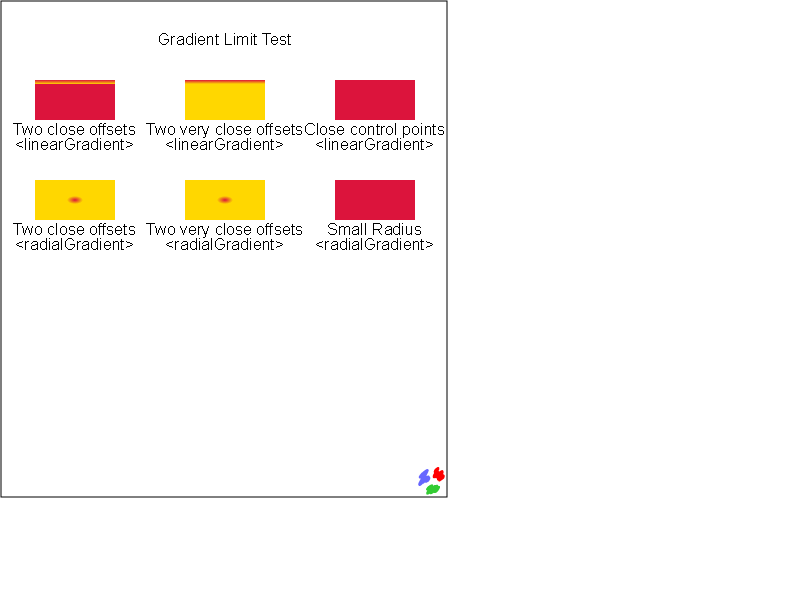 Gradient Limit Test
Two close offsets
<linearGradient>
Two very close offsets
<linearGradient>
Close control points
<linearGradient>
Two close offsets
<radialGradient>
Two very close offsets
<radialGradient>
Small Radius
<radialGradient>